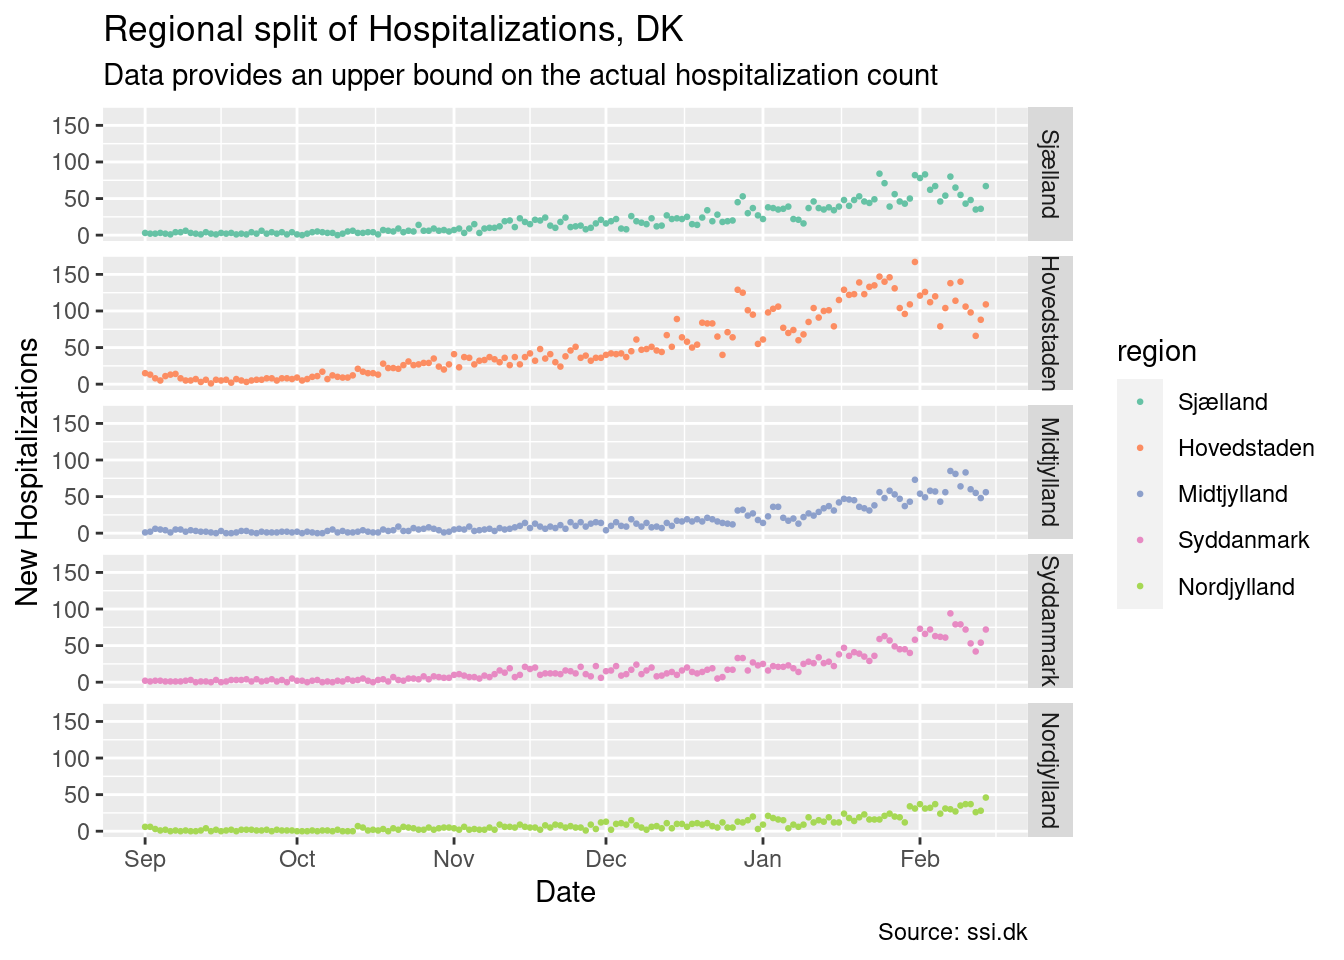 Regional split of Hospitalizations, DK
Data provides an upper bound on the actual hospitalization count
New Hospitalizations
150
100
50
0
Sjælland
150
100
50
0
Hovedstaden
150
100
50
0
Midtjylland
150
100
50
0
Syddanmark
150
100
50
0
Nordjylland
Sep Oct Nov Dec Jan Feb
Date
region
Sjælland
Hovedstaden
Midtjylland
Syddanmark
Nordjylland
Source: ssi.dk